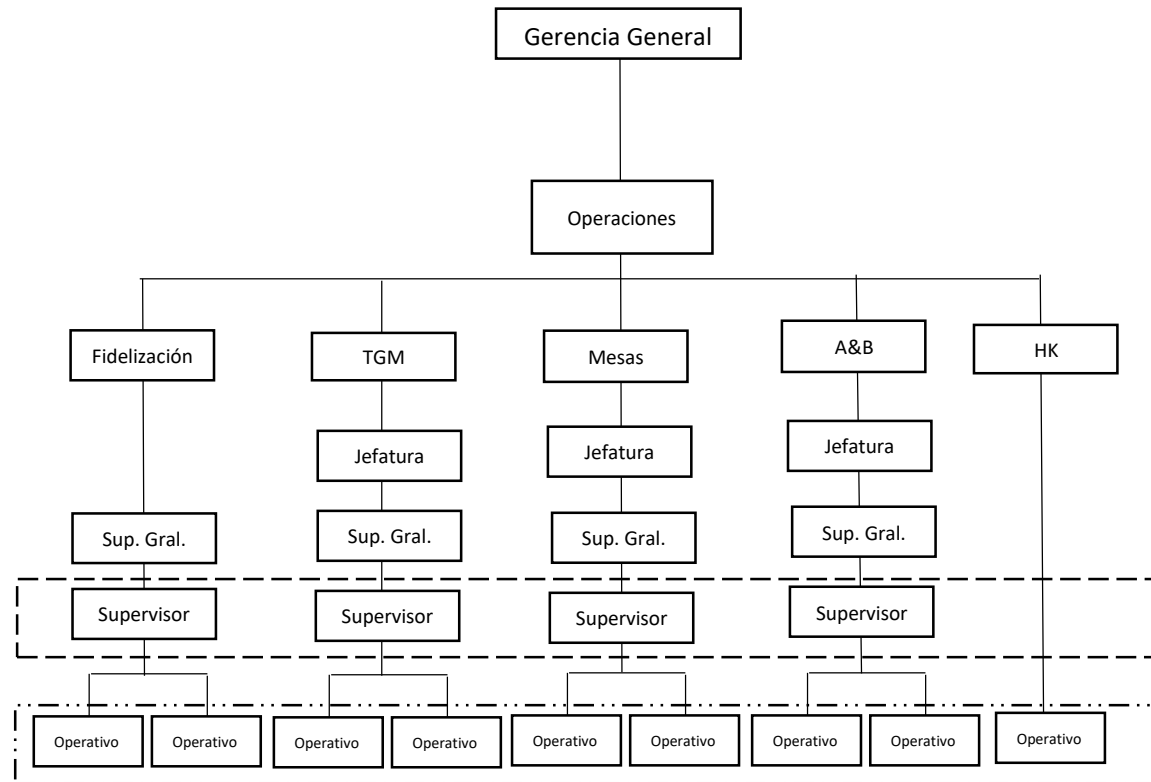 Gerencia General
Operaciones
Fidelización
TGM
Mesas
A&B
HK
Jefatura
Jefatura
Jefatura
Sup. Gral.
Sup. Gral.
Sup. Gral.
Sup. Gral.
Supervisor
Supervisor
Supervisor
Supervisor
Operativo
Operativo
Operativo
Operativo
Operativo
Operativo
Operativo
Operativo
Operativo